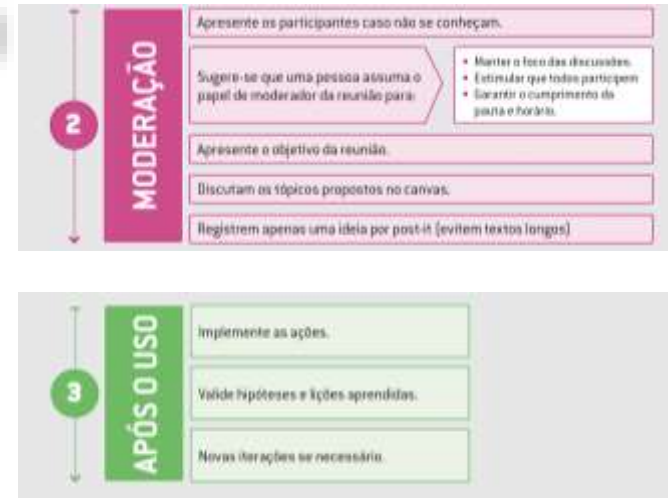 2
MODERAÇÃO
Apresente os participantes caso não se conheçam.
Sugere-se que uma pessoa assuma o
papel de moderador da reunião para:
• Manter o foco das discussões.
• Estimular que todos participem
• Garantir o cumprimento da
pauta e horário.
Apresente o objetivo da reunião.
Discutam os tópicos propostos no canvas.
Registrem apenas uma ideia por post-it (evitem textos longos)
3
APÓS O USO
Implemente as ações.
Valide hipóteses e lições aprendidas.
Novas iterações se necessário.